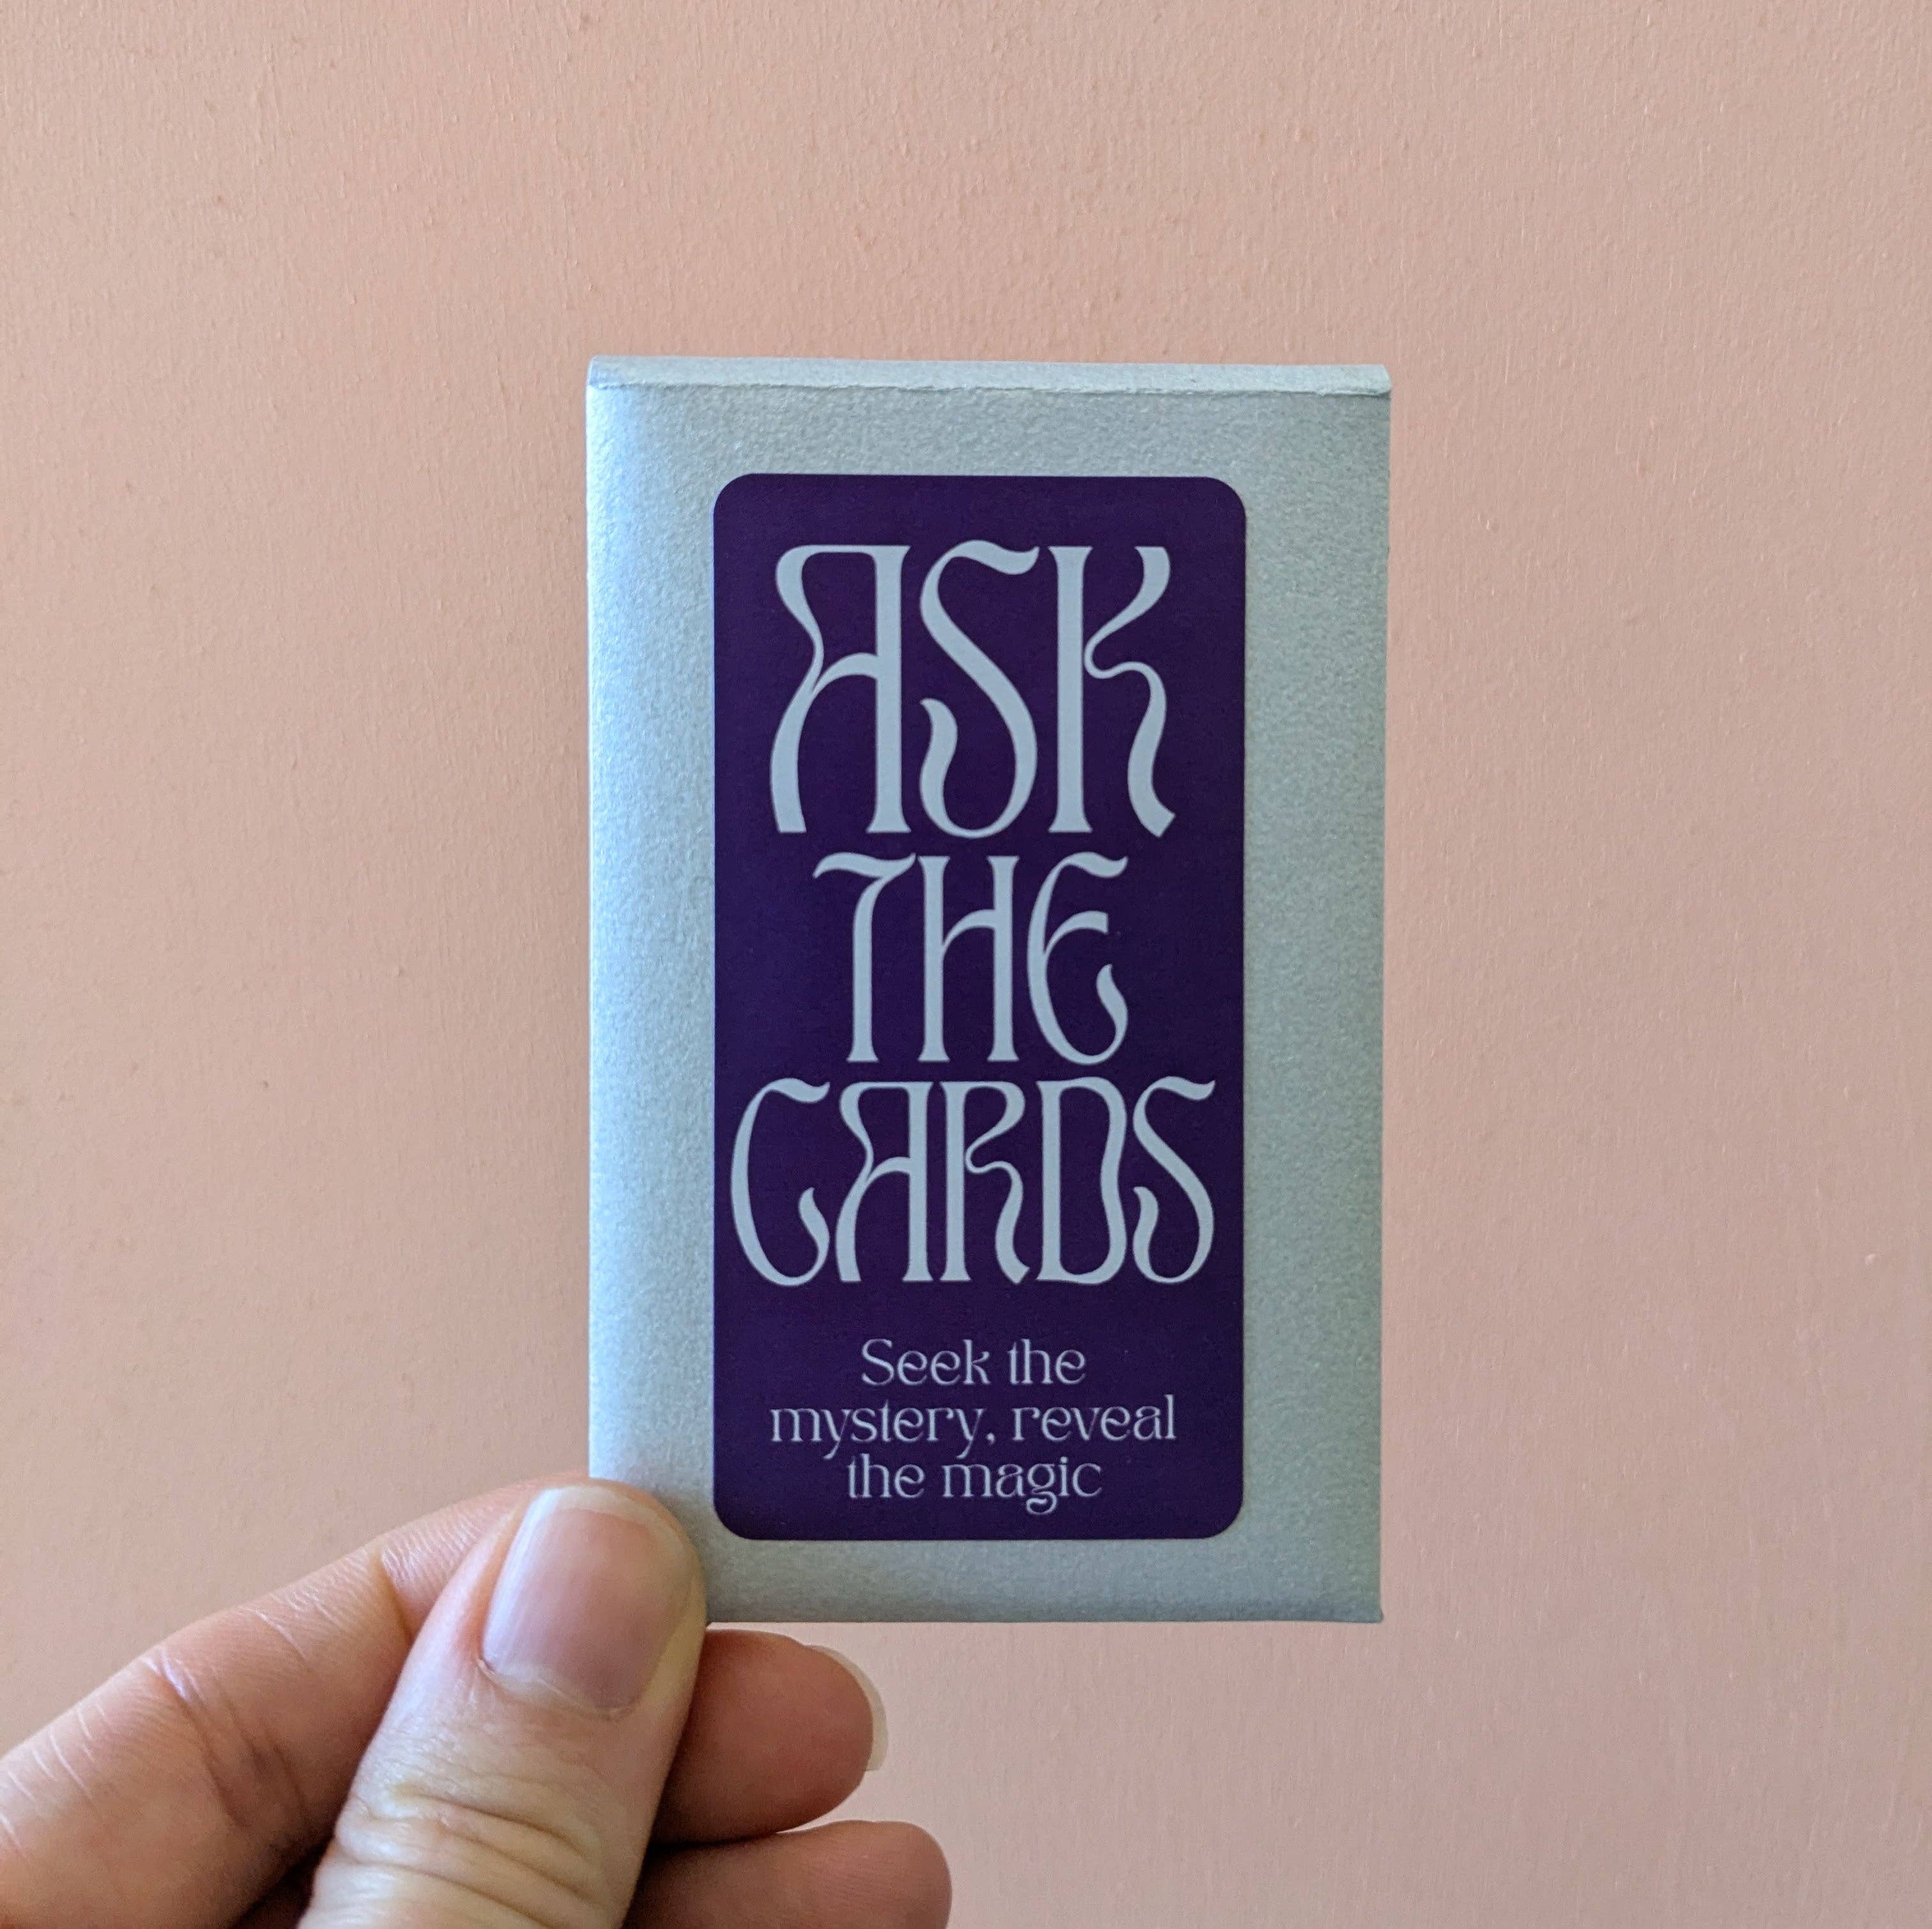 ASK
THE
CARDS
Seek the
mystery, reveal
the magic